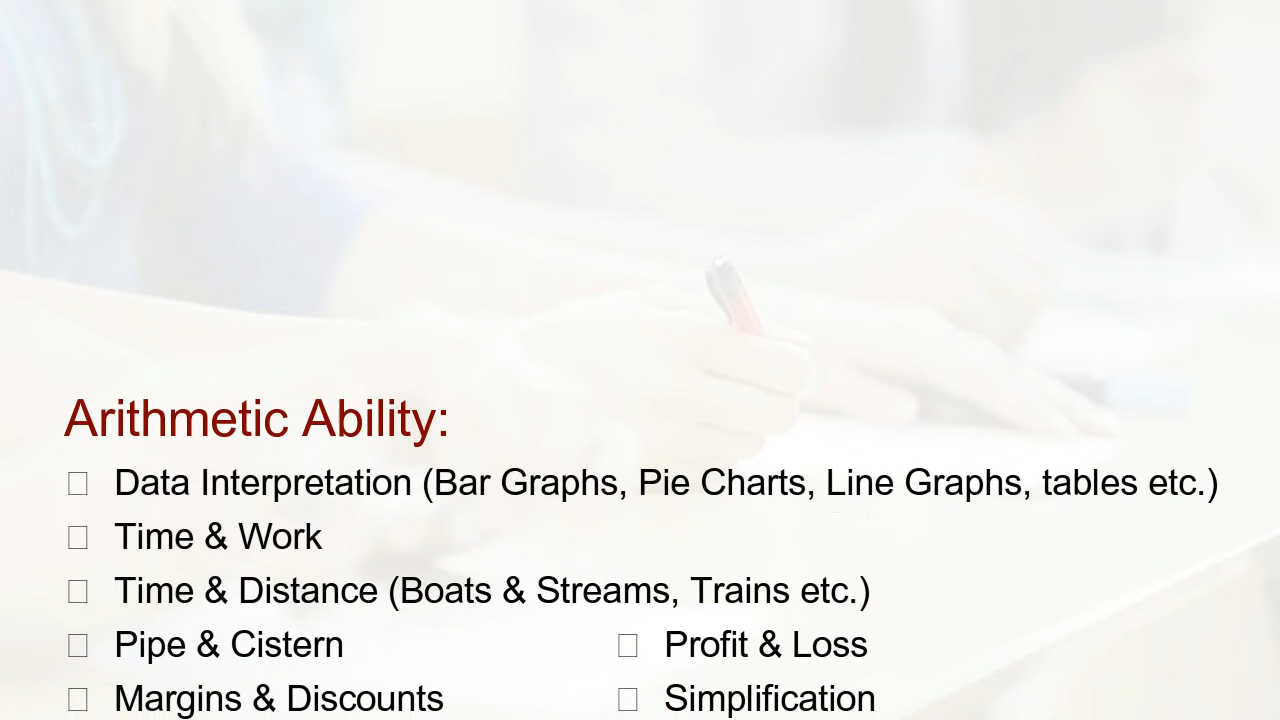 Arithmetic Ability:
Data Interpretation (Bar Graphs, Pie Charts, Line Graphs, tables etc.)
Time & Work
Time & Distance (Boats & Streams, Trains etc.)
Pipe & Cistern
Profit & Loss
Margins & Discounts
Simplification